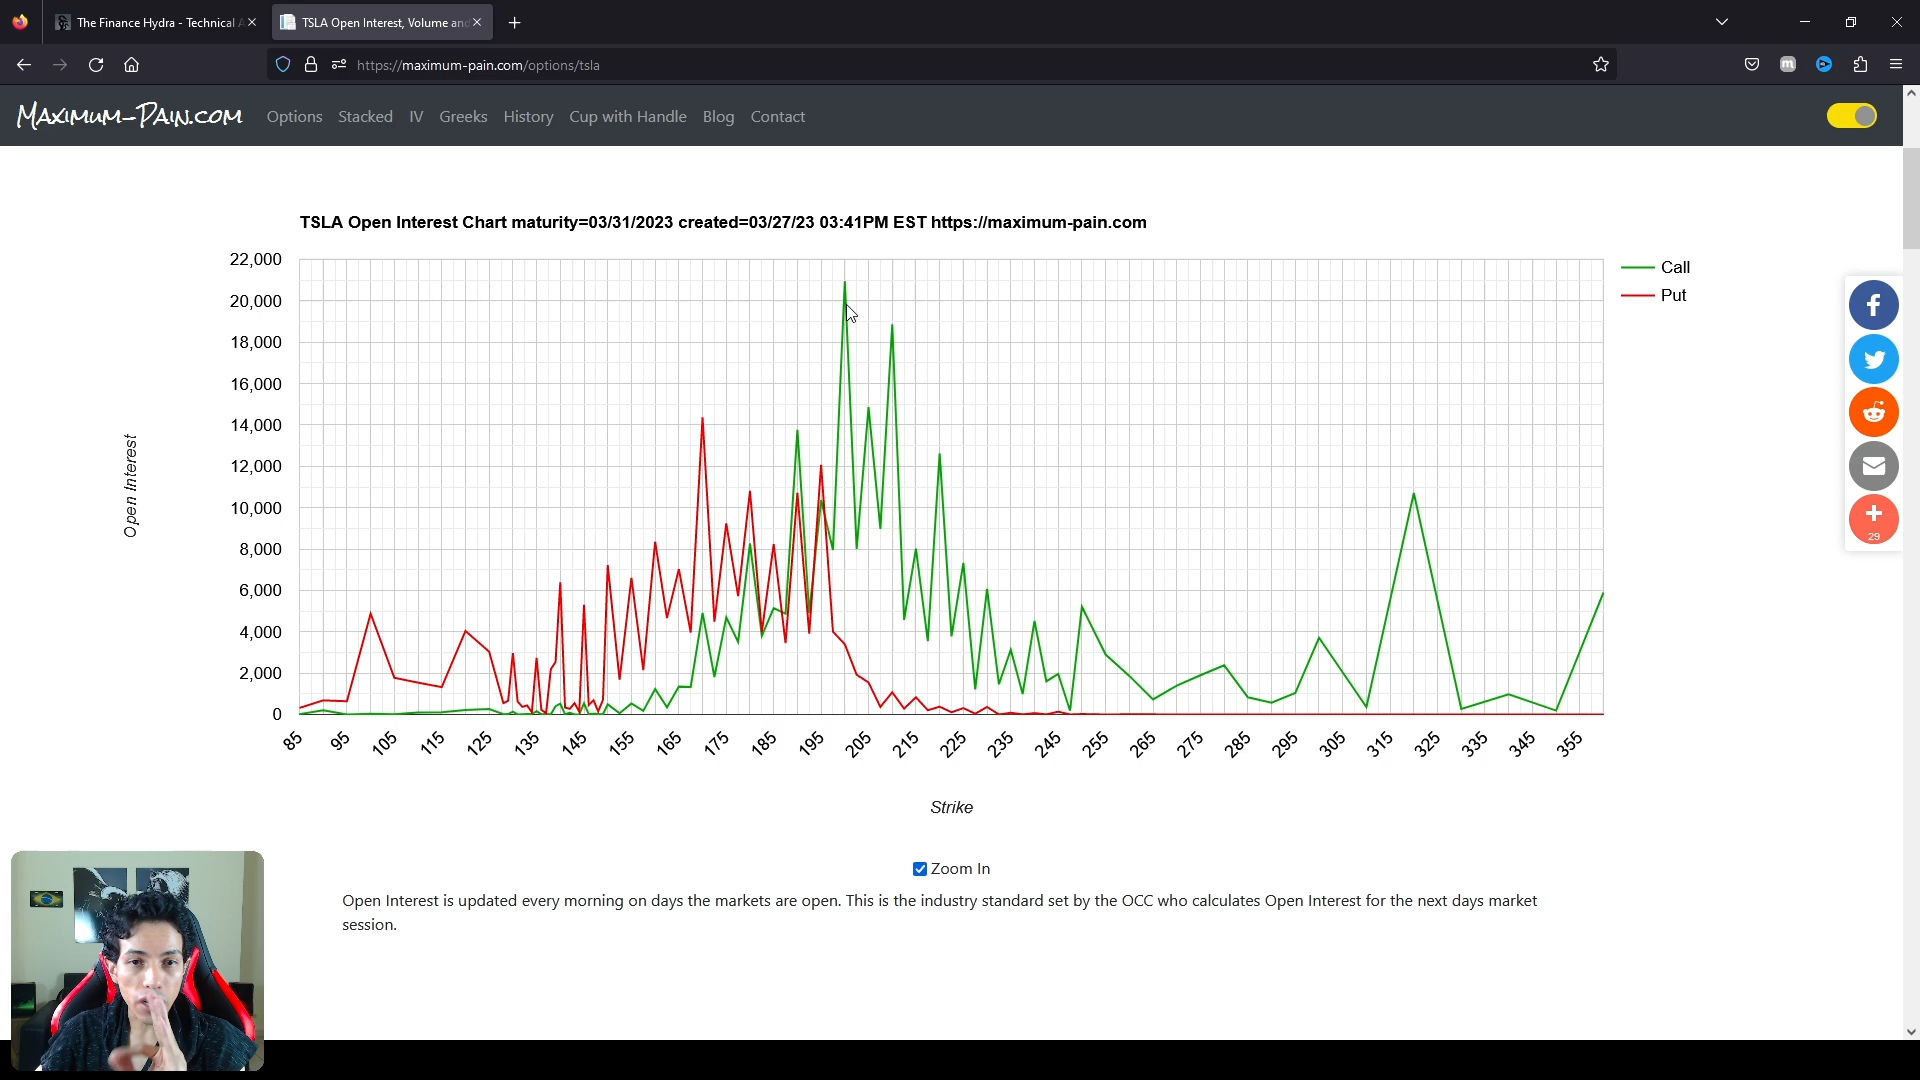 The Finance Hydra - Technical A
TSLA Open Interest, Volume and
https://maximum-pain.com/options/tsla
Maximum-Pain.com
Options Stacked IV Greeks History Cup with Handle Blog Contact
TSLA Open Interest Chart maturity=03/31/2023 created=03/27/23 03:41PM EST https://maximum-pain.com
22,000
20,000
18,000
16,000
14,000
12,000
10,000
8,000
6,000
4,000
2,000
0
Open Interest
Call
Put
85 95 105 115 125 135 145 155 165 175 185 195 205 215 225 235 245 255 265 275 285 295 305 315 325 335 345 355
Strike
Zoom In
Open Interest is updated every morning on days the markets are open. This is the industry standard set by the OCC who calculates Open Interest for the next days market
session.
29